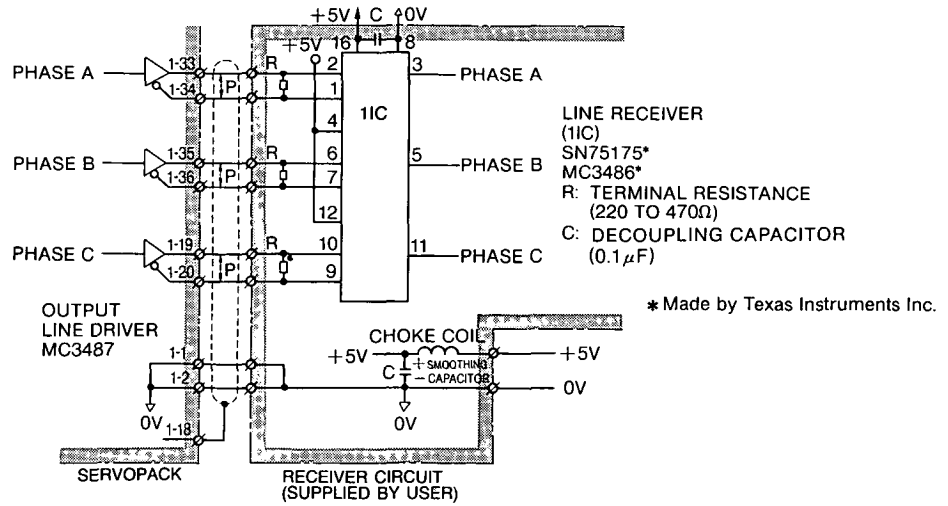 +5V C 0V
+5V 16 8
PHASE A 1-33 R 2 3 PHASE A
1-34 P 1
1IC
4
PHASE B 1-35 R 6 5 PHASE B
1-36 P 7
12
PHASE C 1-19 R 10 11 PHASE C
1-20 P 9
LINE RECEIVER
(1IC)
SN75175*
MC3486*
R: TERMINAL RESISTANCE
(220 TO 470Ω)
C: DECOUPLING CAPACITOR
(0.1μF)
* Made by Texas Instruments Inc.
OUTPUT
LINE DRIVER
MC3487
CHOKE COIL
1-1 +5V +5V
C + SMOOTHING
- CAPACITOR
1-2 0V
0V 0V
1-18
SERVOPACK
RECEIVER CIRCUIT
(SUPPLIED BY USER)